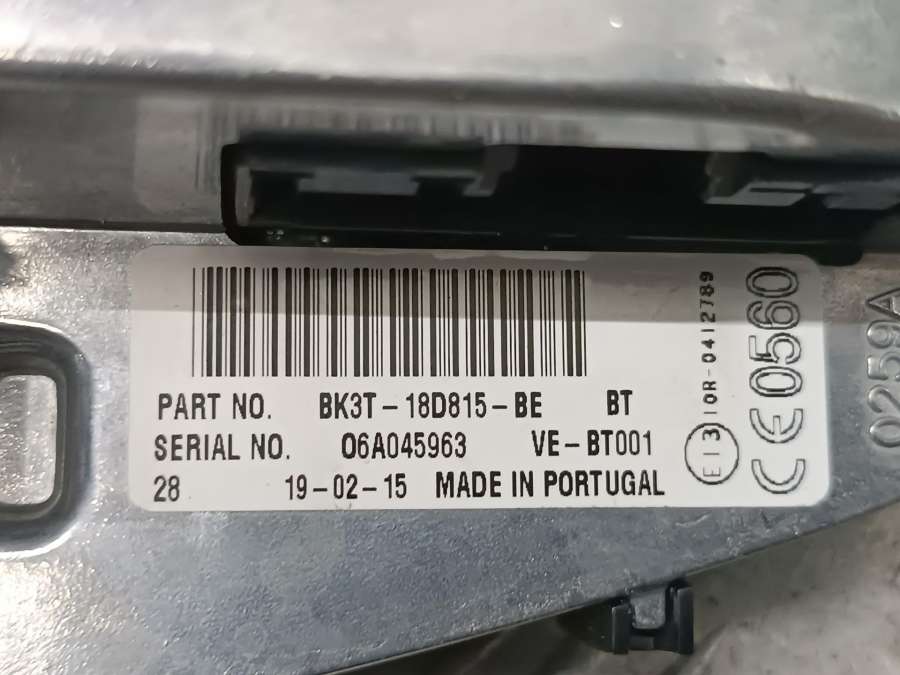 PART NO. BK3T-18D815-BE BT
SERIAL NO. 06A045963 VE-BT001
28 19-02-15 MADE IN PORTUGAL
E13 10R-0412789
CE0560
0259A